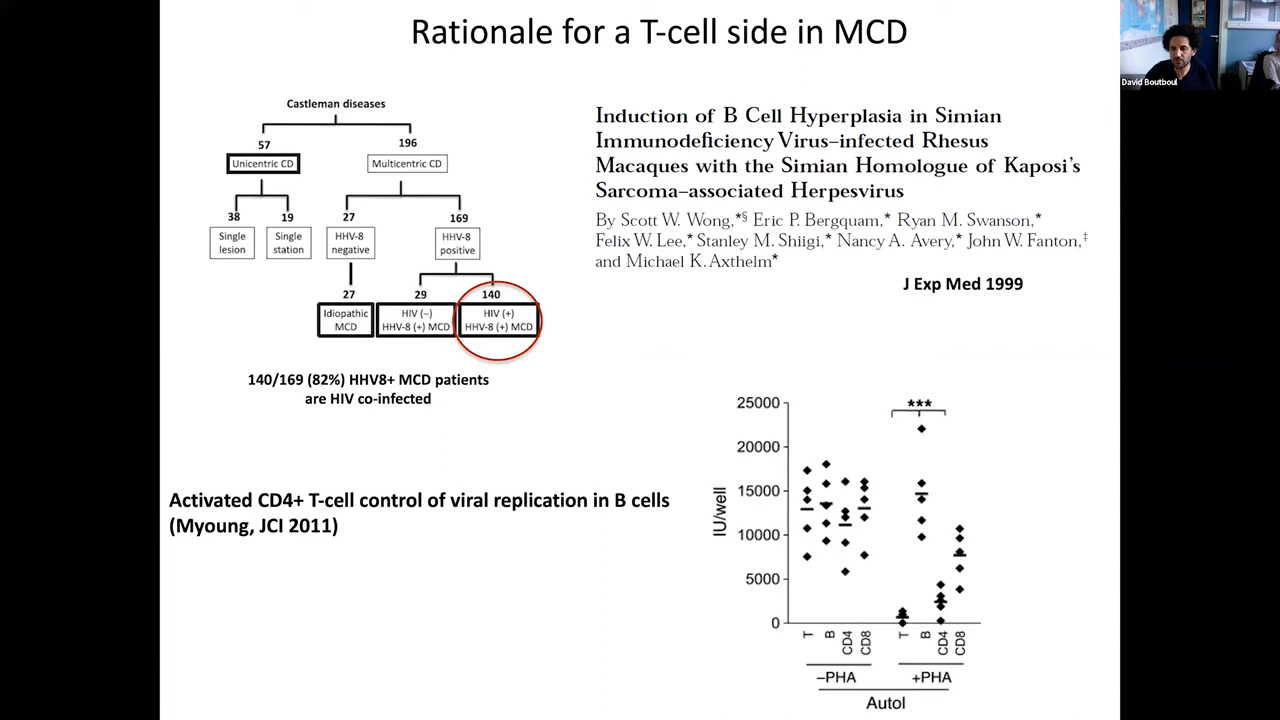 Rationale for a T-cell side in MCD
David Boutboul
Castleman diseases
57
196
Unicentric CD
Multicentric CD
38
19
27
169
Single
lesion
Single
station
HHV-8
negative
HHV-8
positive
27
29
140
Idiopathic
MCD
HIV (–)
HHV-8 (+) MCD
HIV (+)
HHV-8 (+) MCD
140/169 (82%) HHV8+ MCD patients
are HIV co-infected
Induction of B Cell Hyperplasia in Simian
Immunodeficiency Virus–infected Rhesus
Macaques with the Simian Homologue of Kaposi's
Sarcoma–associated Herpesvirus
By Scott W. Wong,*§ Eric P. Bergquam,* Ryan M. Swanson,*
Felix W. Lee,* Stanley M. Shiigi,* Nancy A. Avery,* John W. Fanton,‡
and Michael K. Axthelm*
J Exp Med 1999
Activated CD4+ T-cell control of viral replication in B cells
(Myoung, JCI 2011)
IU/well
25000
20000
15000
10000
5000
0
***
T
B
CD4
CD8
T
B
CD4
CD8
–PHA
+PHA
Autol